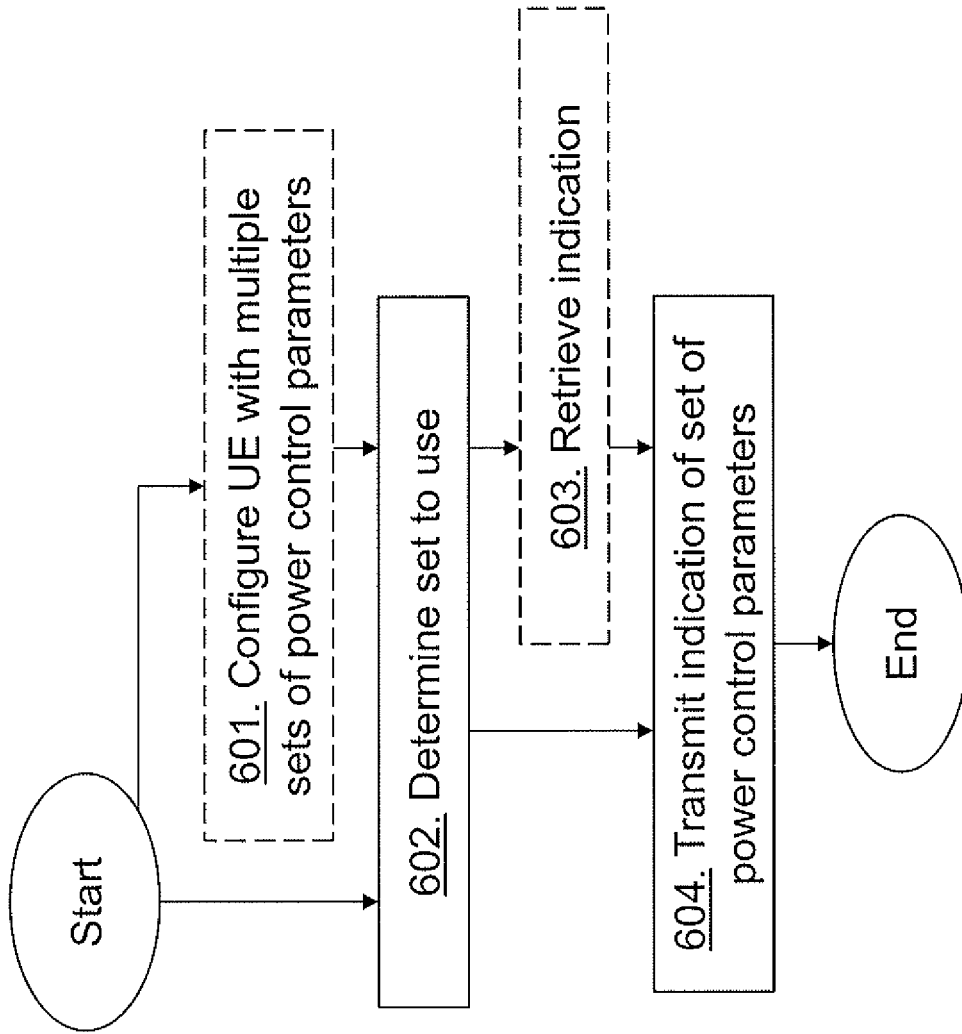 Start
601. Configure UE with multiple
sets of power control parameters
602. Determine set to use
603. Retrieve indication
604. Transmit indication of set of
power control parameters
End